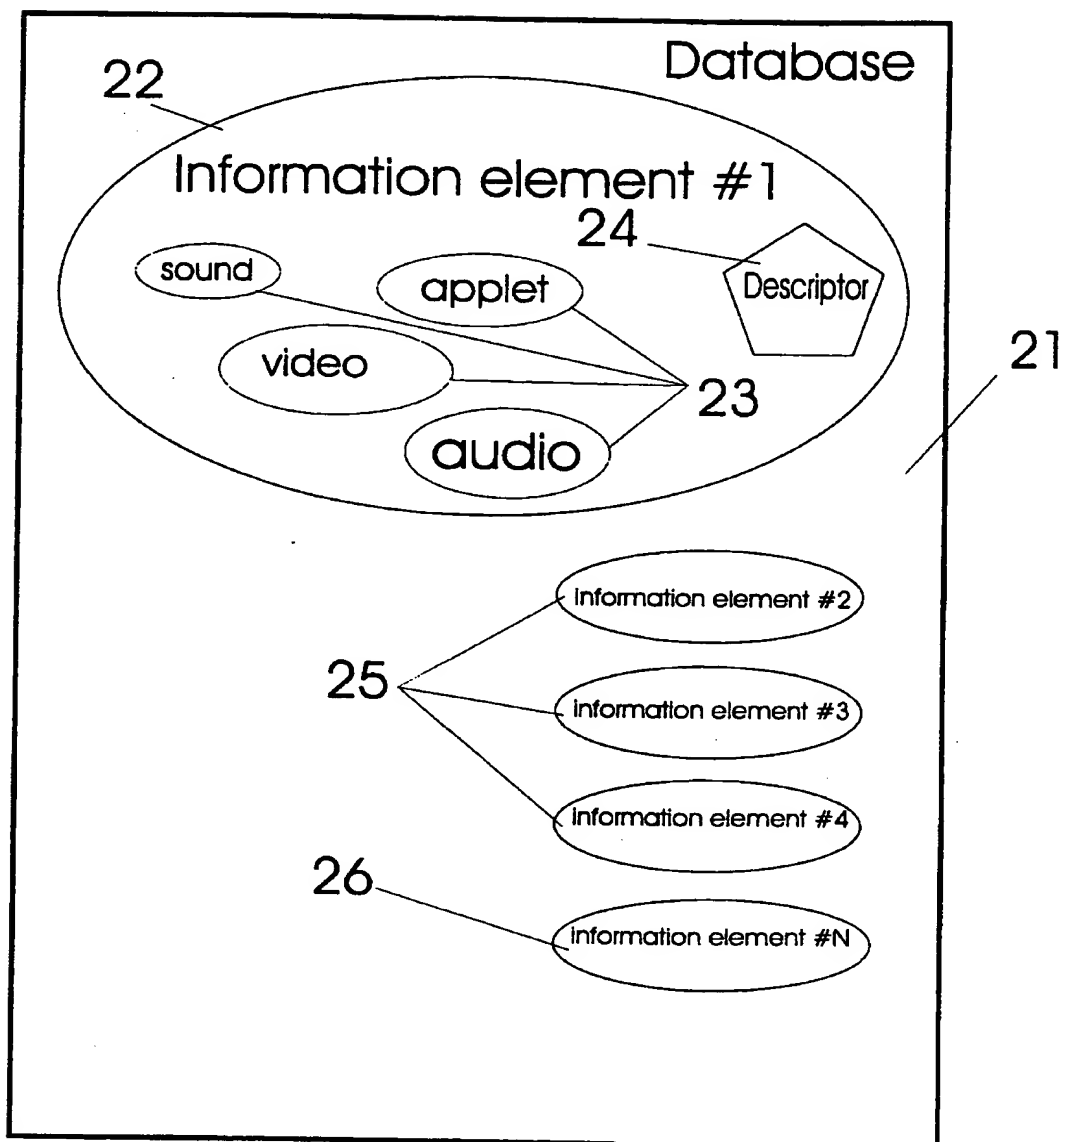 Database
22
Information element #1
24
sound
applet
Descriptor
video
21
23
audio
Information element #2
25
Information element #3
Information element #4
26
Information element #N